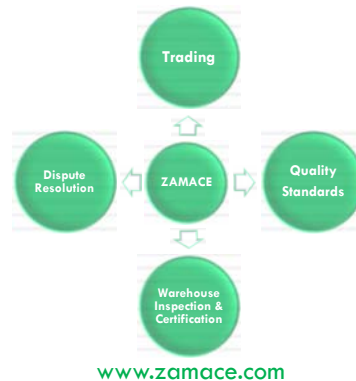 Trading
Dispute
Resolution
ZAMACE
Quality
Standards
Warehouse
Inspection &
Certification
www.zamace.com